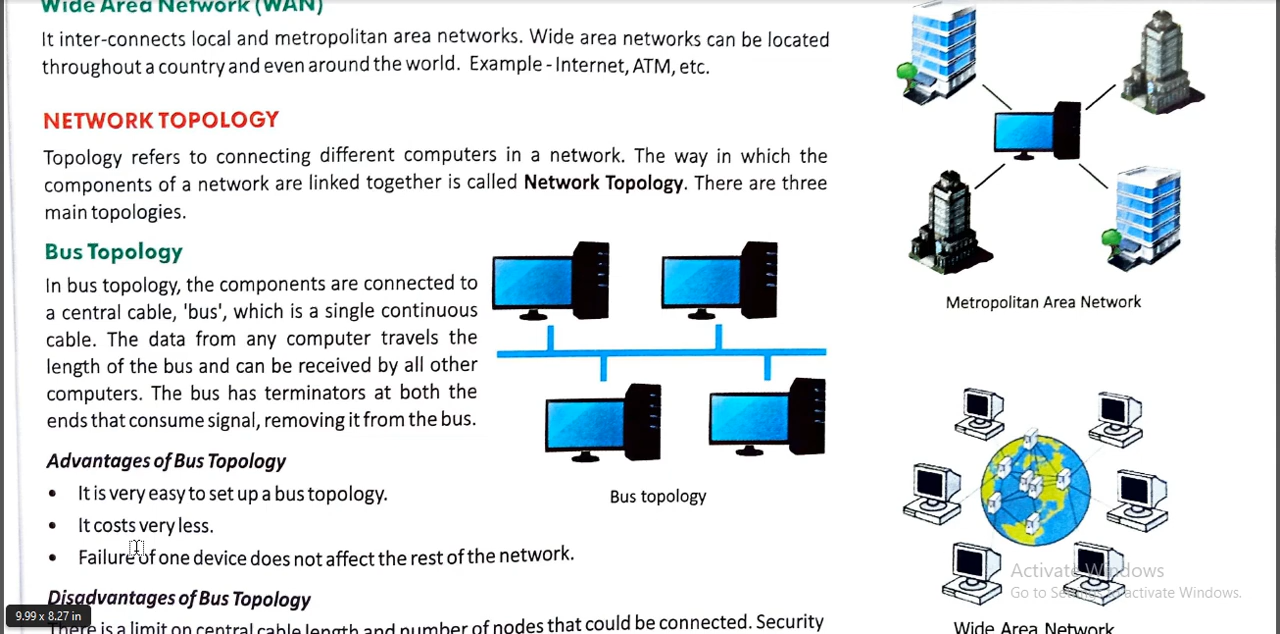 Wide Area Network (WAN)
It inter-connects local and metropolitan area networks. Wide area networks can be located
throughout a country and even around the world. Example - Internet, ATM, etc.
NETWORK TOPOLOGY
Topology refers to connecting different computers in a network. The way in which the
components of a network are linked together is called Network Topology. There are three
main topologies.
Bus Topology
In bus topology, the components are connected to
a central cable, 'bus', which is a single continuous
cable. The data from any computer travels the
length of the bus and can be received by all other
computers. The bus has terminators at both the
ends that consume signal, removing it from the bus.
Advantages of Bus Topology
• It is very easy to set up a bus topology.
• It costs very less.
• Failure of one device does not affect the rest of the network.
Disadvantages of Bus Topology
There is a limit on central cable length and number of nodes that could be connected. Security
Bus topology
Metropolitan Area Network
Wide Area Network
Activate Windows
Go to Settings to activate Windows.
9.99 x 8.27 in